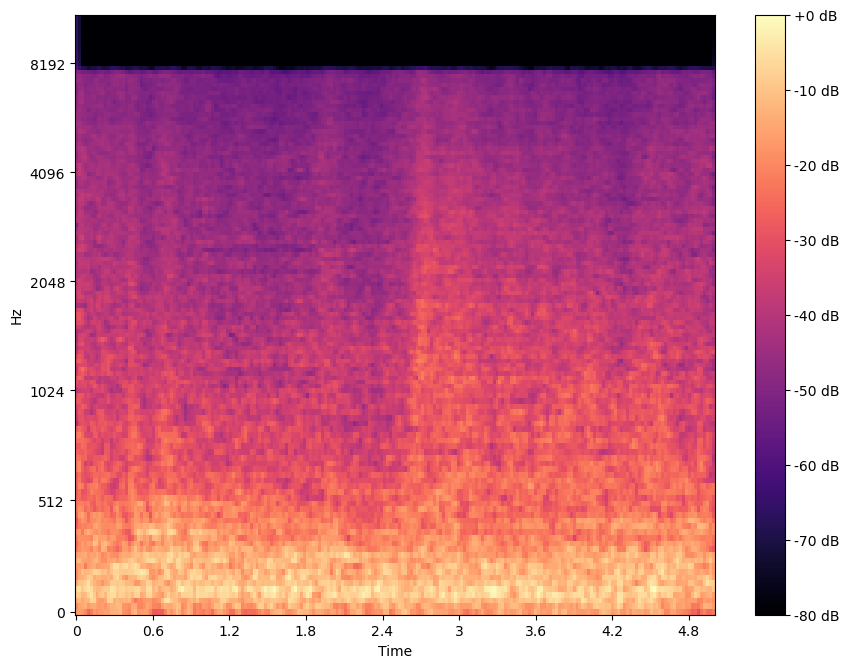 +0 dB
8192
-10 dB
4096
-20 dB
-30 dB
2048
-40 dB
Hz
1024
-50 dB
-60 dB
512
-70 dB
0
-80 dB
0 0.6 1.2 1.8 2.4 3 3.6 4.2 4.8
Time